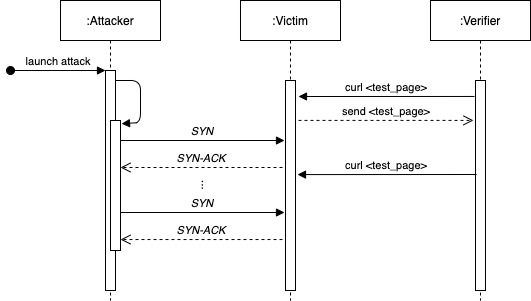 :Attacker
:Victim
:Verifier
launch attack
curl <test_page>
send <test_page>
SYN
SYN-ACK
curl <test_page>
...
SYN
SYN-ACK